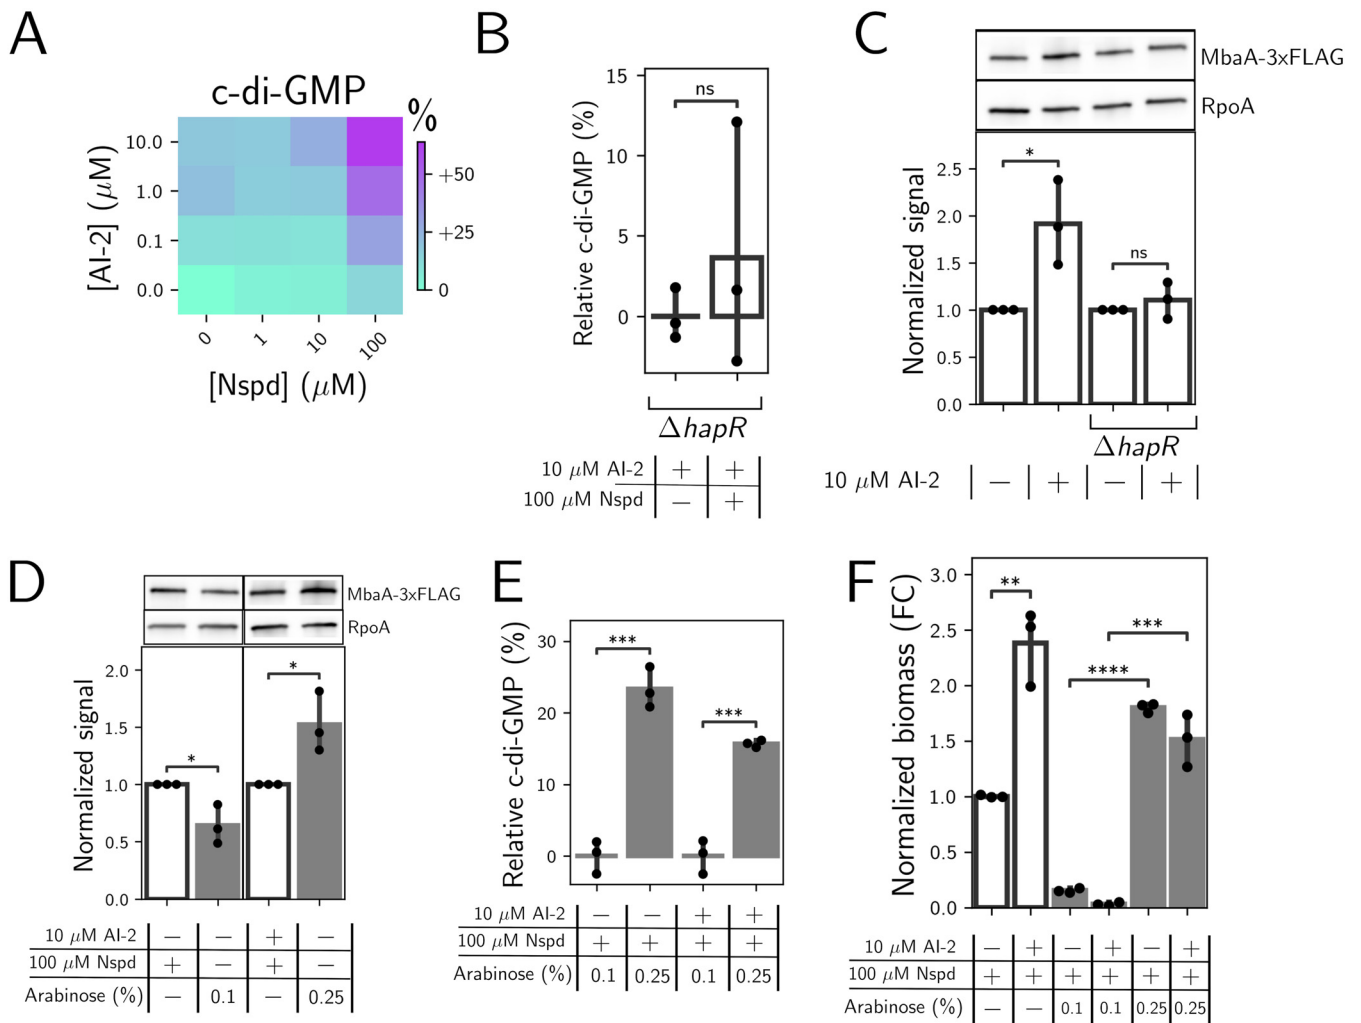 A
c-di-GMP
%
[AI-2] (μM)
10.0
1.0
0.1
0.0
+50
+25
0
0
1
10
100
[Nspd] (μM)
B
Relative c-di-GMP (%)
15
10
5
0
ns
ΔhapR
10 μM AI-2 + +
100 μM Nspd − +
C
MbaA-3xFLAG
RpoA
Normalized signal
2.5
2.0
1.5
1.0
0.5
0.0
*
ns
ΔhapR
10 μM AI-2 − + − +
D
MbaA-3xFLAG
RpoA
Normalized signal
2.0
1.5
1.0
0.5
0.0
*
*
10 μM AI-2 − − + −
100 μM Nspd + − + −
Arabinose (%) − 0.1 − 0.25
E
Relative c-di-GMP (%)
30
20
10
0
***
***
10 μM AI-2 − − + +
100 μM Nspd + + + +
Arabinose (%) 0.1 0.25 0.1 0.25
F
Normalized biomass (FC)
3.0
2.5
2.0
1.5
1.0
0.5
0.0
**
***
****
10 μM AI-2 − + − + − +
100 μM Nspd + + + + + +
Arabinose (%) − − 0.1 0.1 0.25 0.25